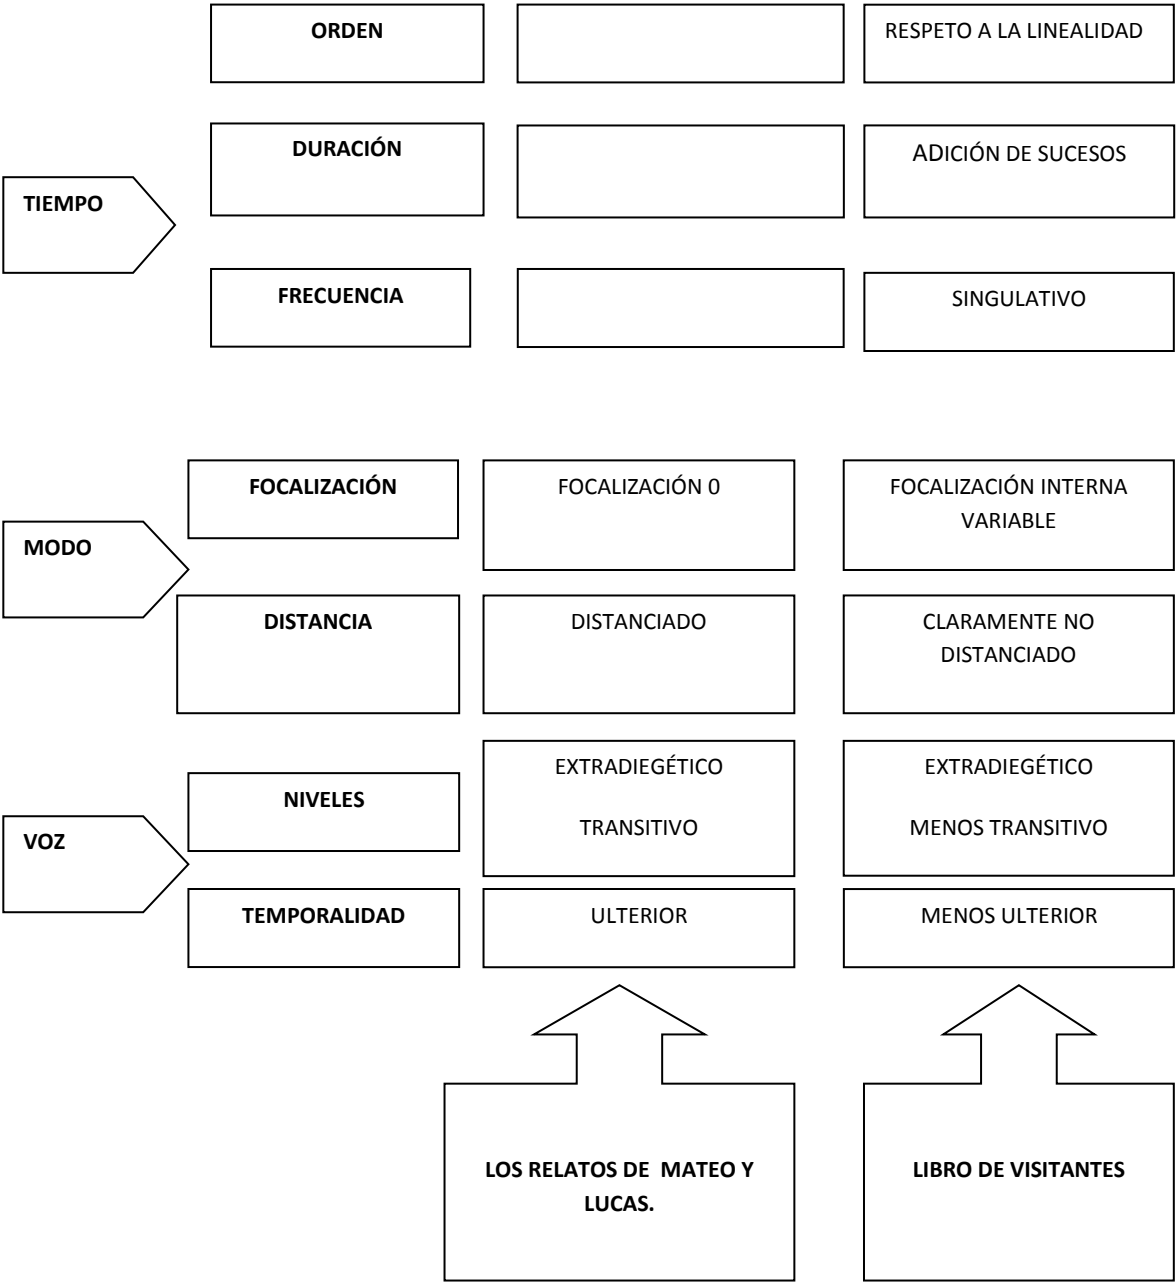 ORDEN
RESPETO A LA LINEALIDAD
DURACIÓN
ADICIÓN DE SUCESOS
TIEMPO
FRECUENCIA
SINGULATIVO
FOCALIZACIÓN
FOCALIZACIÓN 0
FOCALIZACIÓN INTERNA
VARIABLE
MODO
DISTANCIA
DISTANCIADO
CLARAMENTE NO
DISTANCIADO
NIVELES
EXTRADIEGÉTICO
TRANSITIVO
EXTRADIEGÉTICO
MENOS TRANSITIVO
VOZ
TEMPORALIDAD
ULTERIOR
MENOS ULTERIOR
LOS RELATOS DE MATEO Y
LUCAS.
LIBRO DE VISITANTES